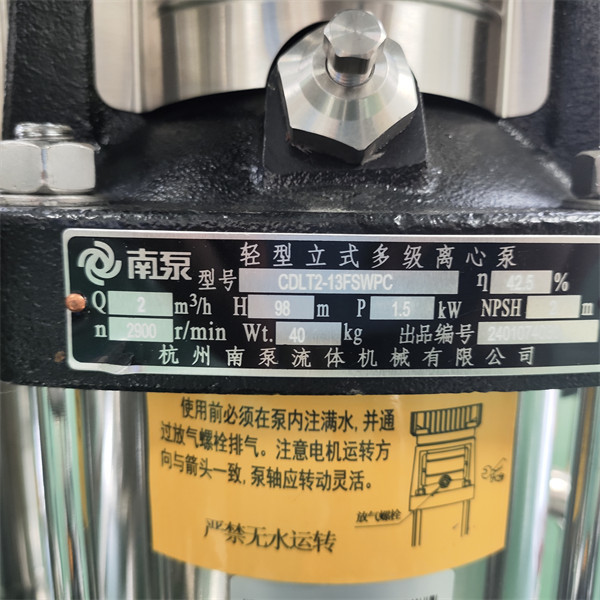 南泵 轻型立式多级离心泵
型号 CDLT2-13FSWPC η 42.5 %
Q 2 m³/h H 98 m P 1.5 kW NPSH m
n 2900 r/min Wt. 40 kg 出品编号
杭州南泵流体机械有限公司
使用前必须在泵内注满水,并通
过放气螺栓排气。注意电机运转方
向与箭头一致,泵轴应转动灵活。
放气螺栓
严禁无水运转